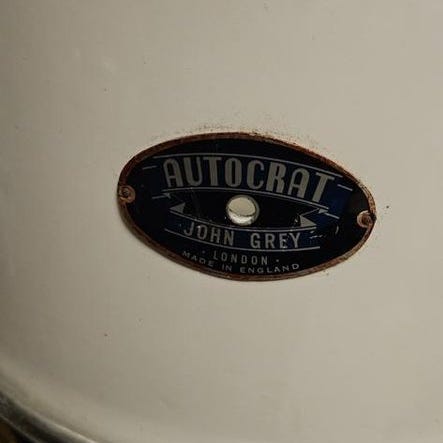 AUTOCRAT
JOHN GREY
· LONDON ·
MADE IN ENGLAND